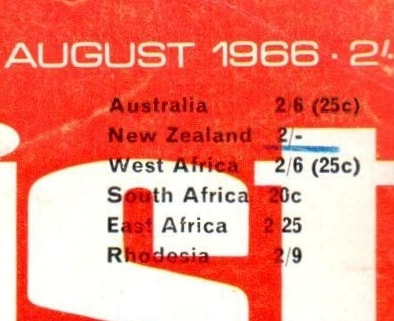 AUGUST 1966 · 2/-
Australia 2/6 (25c)
New Zealand 2/-
West Africa 2/6 (25c)
South Africa 20c
East Africa 2 25
Rhodesia 2/9
ist